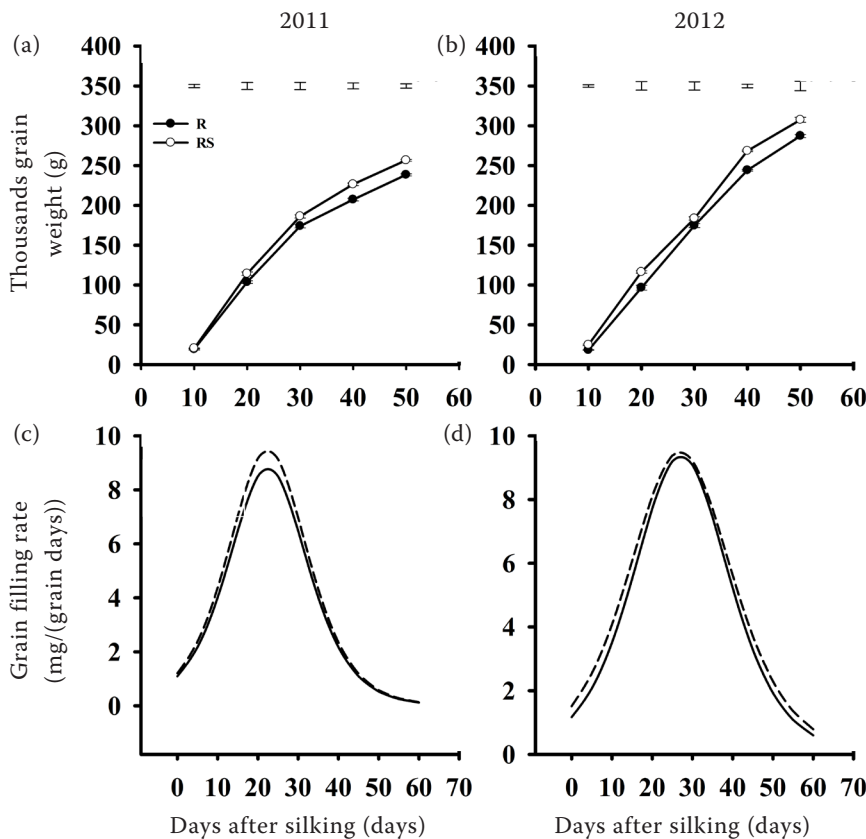 2011
2012
(a)
(b)
400
350
300
250
200
150
100
50
0
R
RS
Thousands grain
weight (g)
0 10 20 30 40 50 60
400
350
300
250
200
150
100
50
0
0 10 20 30 40 50 60
(c)
(d)
10
8
6
4
2
0
Grain filling rate
(mg/(grain days))
0 10 20 30 40 50 60 70
Days after silking (days)
10
8
6
4
2
0
0 10 20 30 40 50 60 70
Days after silking (days)